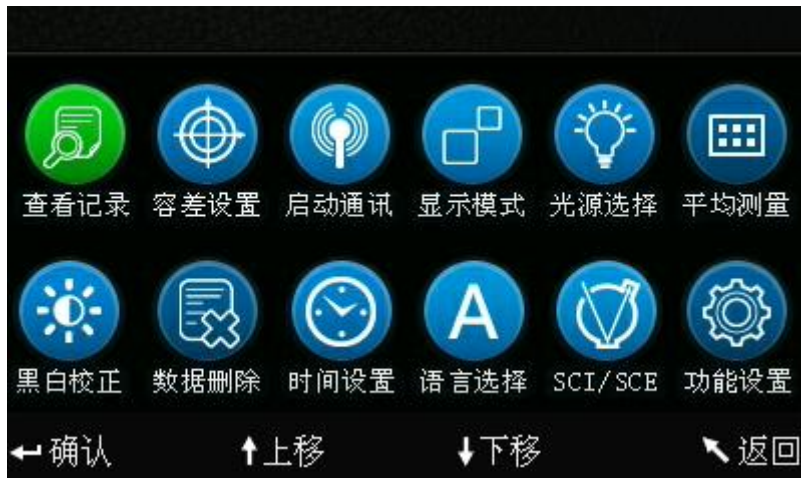 查看记录 容差设置 启动通讯 显示模式 光源选择 平均测量
A
黑白校正 数据删除 时间设置 语言选择 SCI/SCE 功能设置
确认 上移 下移 返回